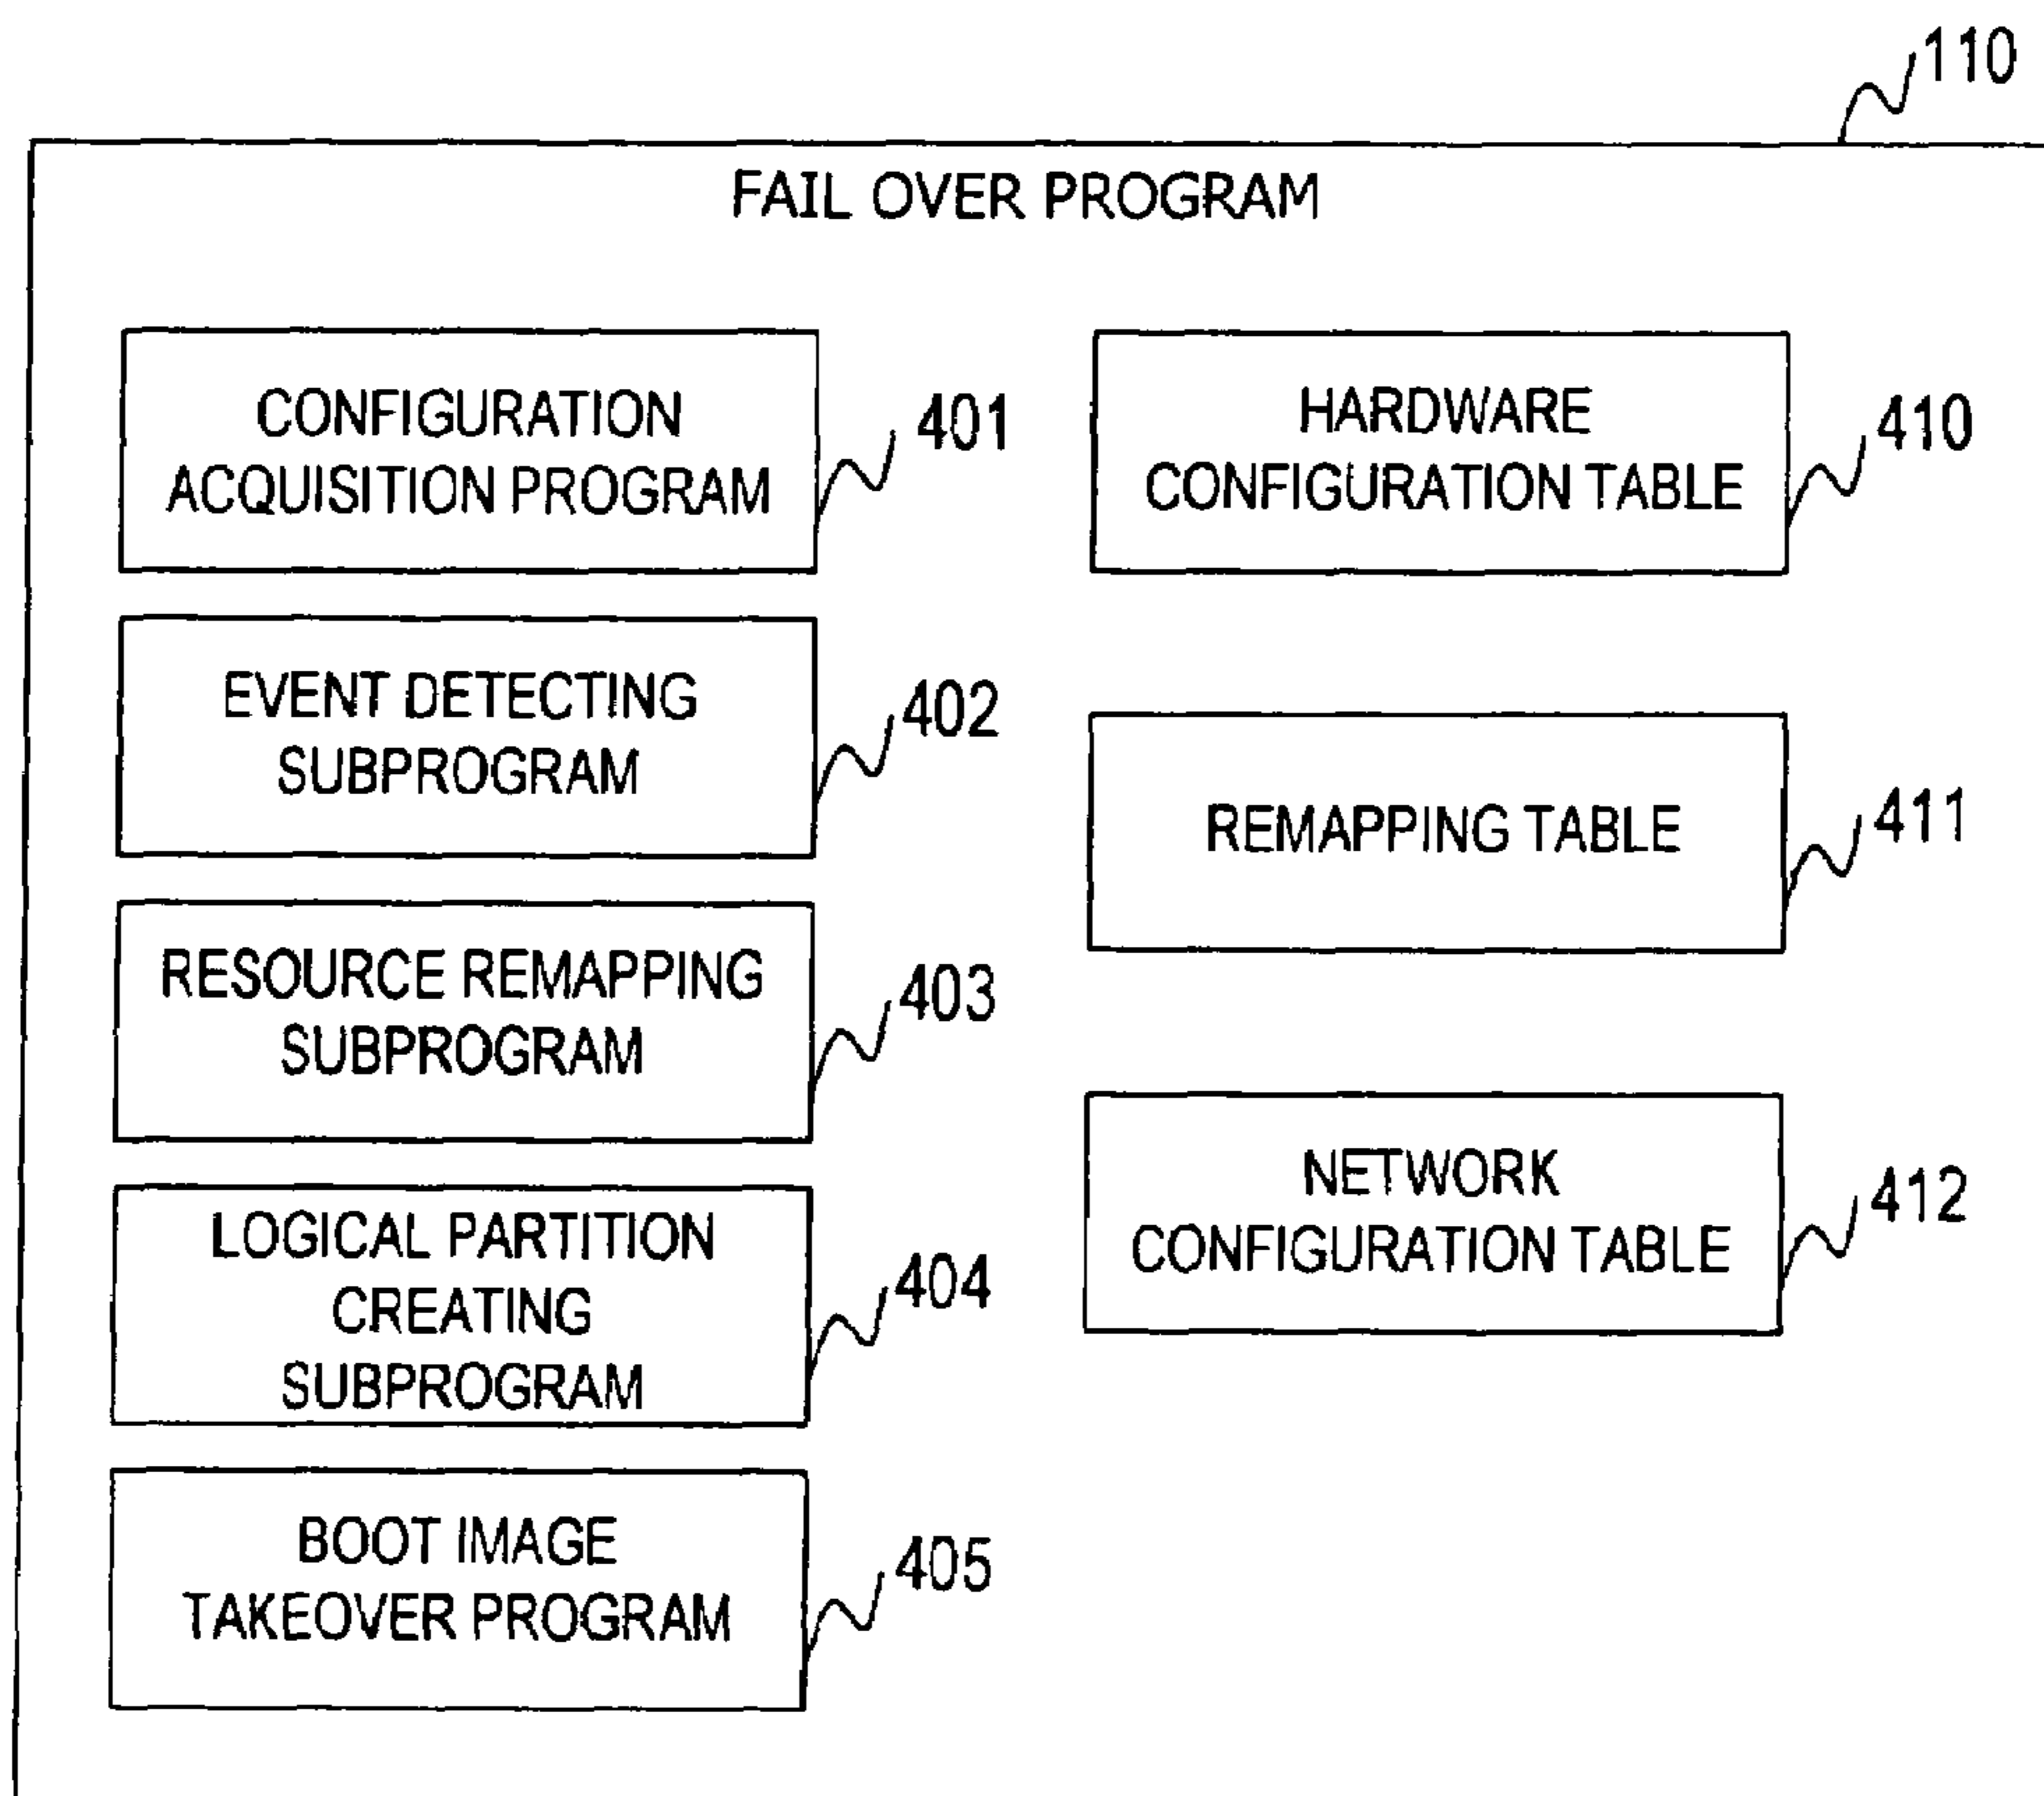 110
FAIL OVER PROGRAM
CONFIGURATION
ACQUISITION PROGRAM
401
EVENT DETECTING
SUBPROGRAM
402
RESOURCE REMAPPING
SUBPROGRAM
403
LOGICAL PARTITION
CREATING
SUBPROGRAM
404
BOOT IMAGE
TAKEOVER PROGRAM
405
HARDWARE
CONFIGURATION TABLE
410
REMAPPING TABLE
411
NETWORK
CONFIGURATION TABLE
412